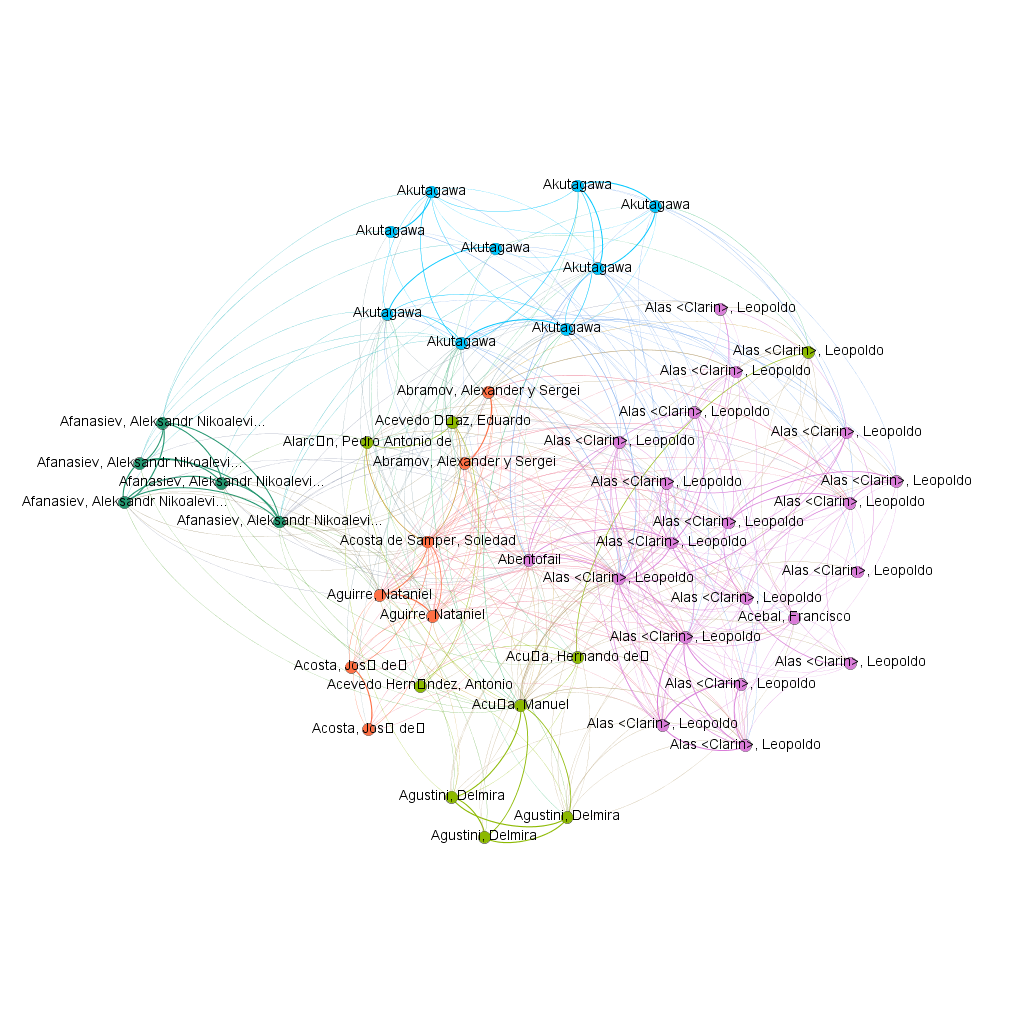 Akutagawa
Akutagawa
Akutagawa
Akutagawa
Akutagawa
Akutagawa
Alas <Clarin>, Leopoldo
Akutagawa
Akutagawa
Akutagawa
Alas <Clarin>, Leopoldo
Alas <Clarin>, Leopoldo
Abramov, Alexander y Sergei
Alas <Clarin>, Leopoldo
Afanasiev, Aleksandr Nikoalevi...
Acevedo D□az, Eduardo
Alas <Clarin>, Leopoldo
Alarc□n, Pedro Antonio de
Alas <Clarin>, Leopoldo
Afanasiev, Aleksandr Nikoalevi...
Abramov, Alexander y Sergei
Afanasiev, Aleksandr Nikoalevi...
Alas <Clarin>, Leopoldo
Alas <Clarin>, Leopoldo
Afanasiev, Aleksandr Nikoalevi...
Alas <Clarin>, Leopoldo
Afanasiev, Aleksandr Nikoalevi...
Alas <Clarin>, Leopoldo
Acosta de Samper, Soledad
Alas <Clarin>, Leopoldo
Abentofail
Alas <Clarin>, Leopoldo
Alas <Clarin>, Leopoldo
Aguirre, Nataniel
Alas <Clarin>, Leopoldo
Aguirre, Nataniel
Acebal, Francisco
Alas <Clarin>, Leopoldo
Acu□a, Hernando de□
Acosta, Jos□ de□
Alas <Clarin>, Leopoldo
Acevedo Hern□ndez, Antonio
Alas <Clarin>, Leopoldo
Acu□a, Manuel
Acosta, Jos□ de□
Alas <Clarin>, Leopoldo
Alas <Clarin>, Leopoldo
Agustini, Delmira
Agustini, Delmira
Agustini, Delmira